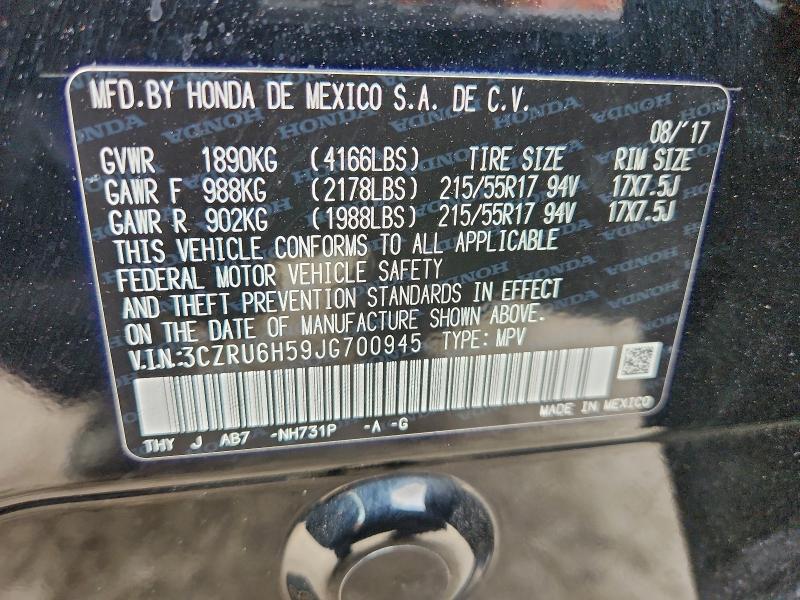 MFD.BY HONDA DE MEXICO S.A. DE C.V.
08/'17
GVWR 1890KG (4166LBS) TIRE SIZE RIM SIZE
GAWR F 988KG (2178LBS) 215/55R17 94V 17X7.5J
GAWR R 902KG (1988LBS) 215/55R17 94V 17X7.5J
THIS VEHICLE CONFORMS TO ALL APPLICABLE
FEDERAL MOTOR VEHICLE SAFETY
AND THEFT PREVENTION STANDARDS IN EFFECT
ON THE DATE OF MANUFACTURE SHOWN ABOVE.
V.I.N:3CZRU6H59JG700945 TYPE: MPV
MADE IN MEXICO
THY J AB7 -NH731P -A -G